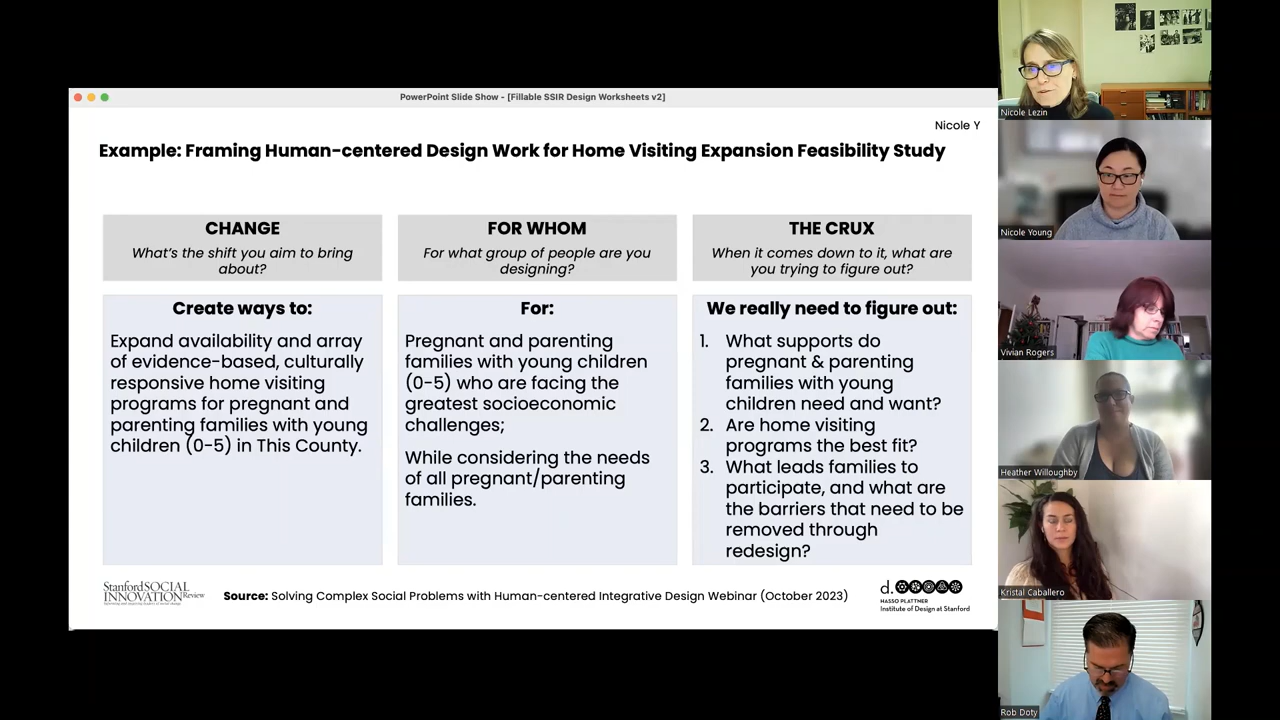 PowerPoint Slide Show - [Fillable SSIR Design Worksheets v2]
Nicole Y
Example: Framing Human-centered Design Work for Home Visiting Expansion Feasibility Study
CHANGE
What's the shift you aim to bring
about?
FOR WHOM
For what group of people are you
designing?
THE CRUX
When it comes down to it, what are
you trying to figure out?
Create ways to:
Expand availability and array
of evidence-based, culturally
responsive home visiting
programs for pregnant and
parenting families with young
children (0-5) in This County.
For:
Pregnant and parenting
families with young children
(0-5) who are facing the
greatest socioeconomic
challenges;
While considering the needs
of all pregnant/parenting
families.
We really need to figure out:
1. What supports do
pregnant & parenting
families with young
children need and want?
2. Are home visiting
programs the best fit?
3. What leads families to
participate, and what are
the barriers that need to be
removed through
redesign?
Stanford SOCIAL
INNOVATION Review
Source: Solving Complex Social Problems with Human-centered Integrative Design Webinar (October 2023)
d.
HASSO PLATTNER
Institute of Design at Stanford
Nicole Lezin
Nicole Young
Vivian Rogers
Heather Willoughby
Kristal Caballero
Rob Doty